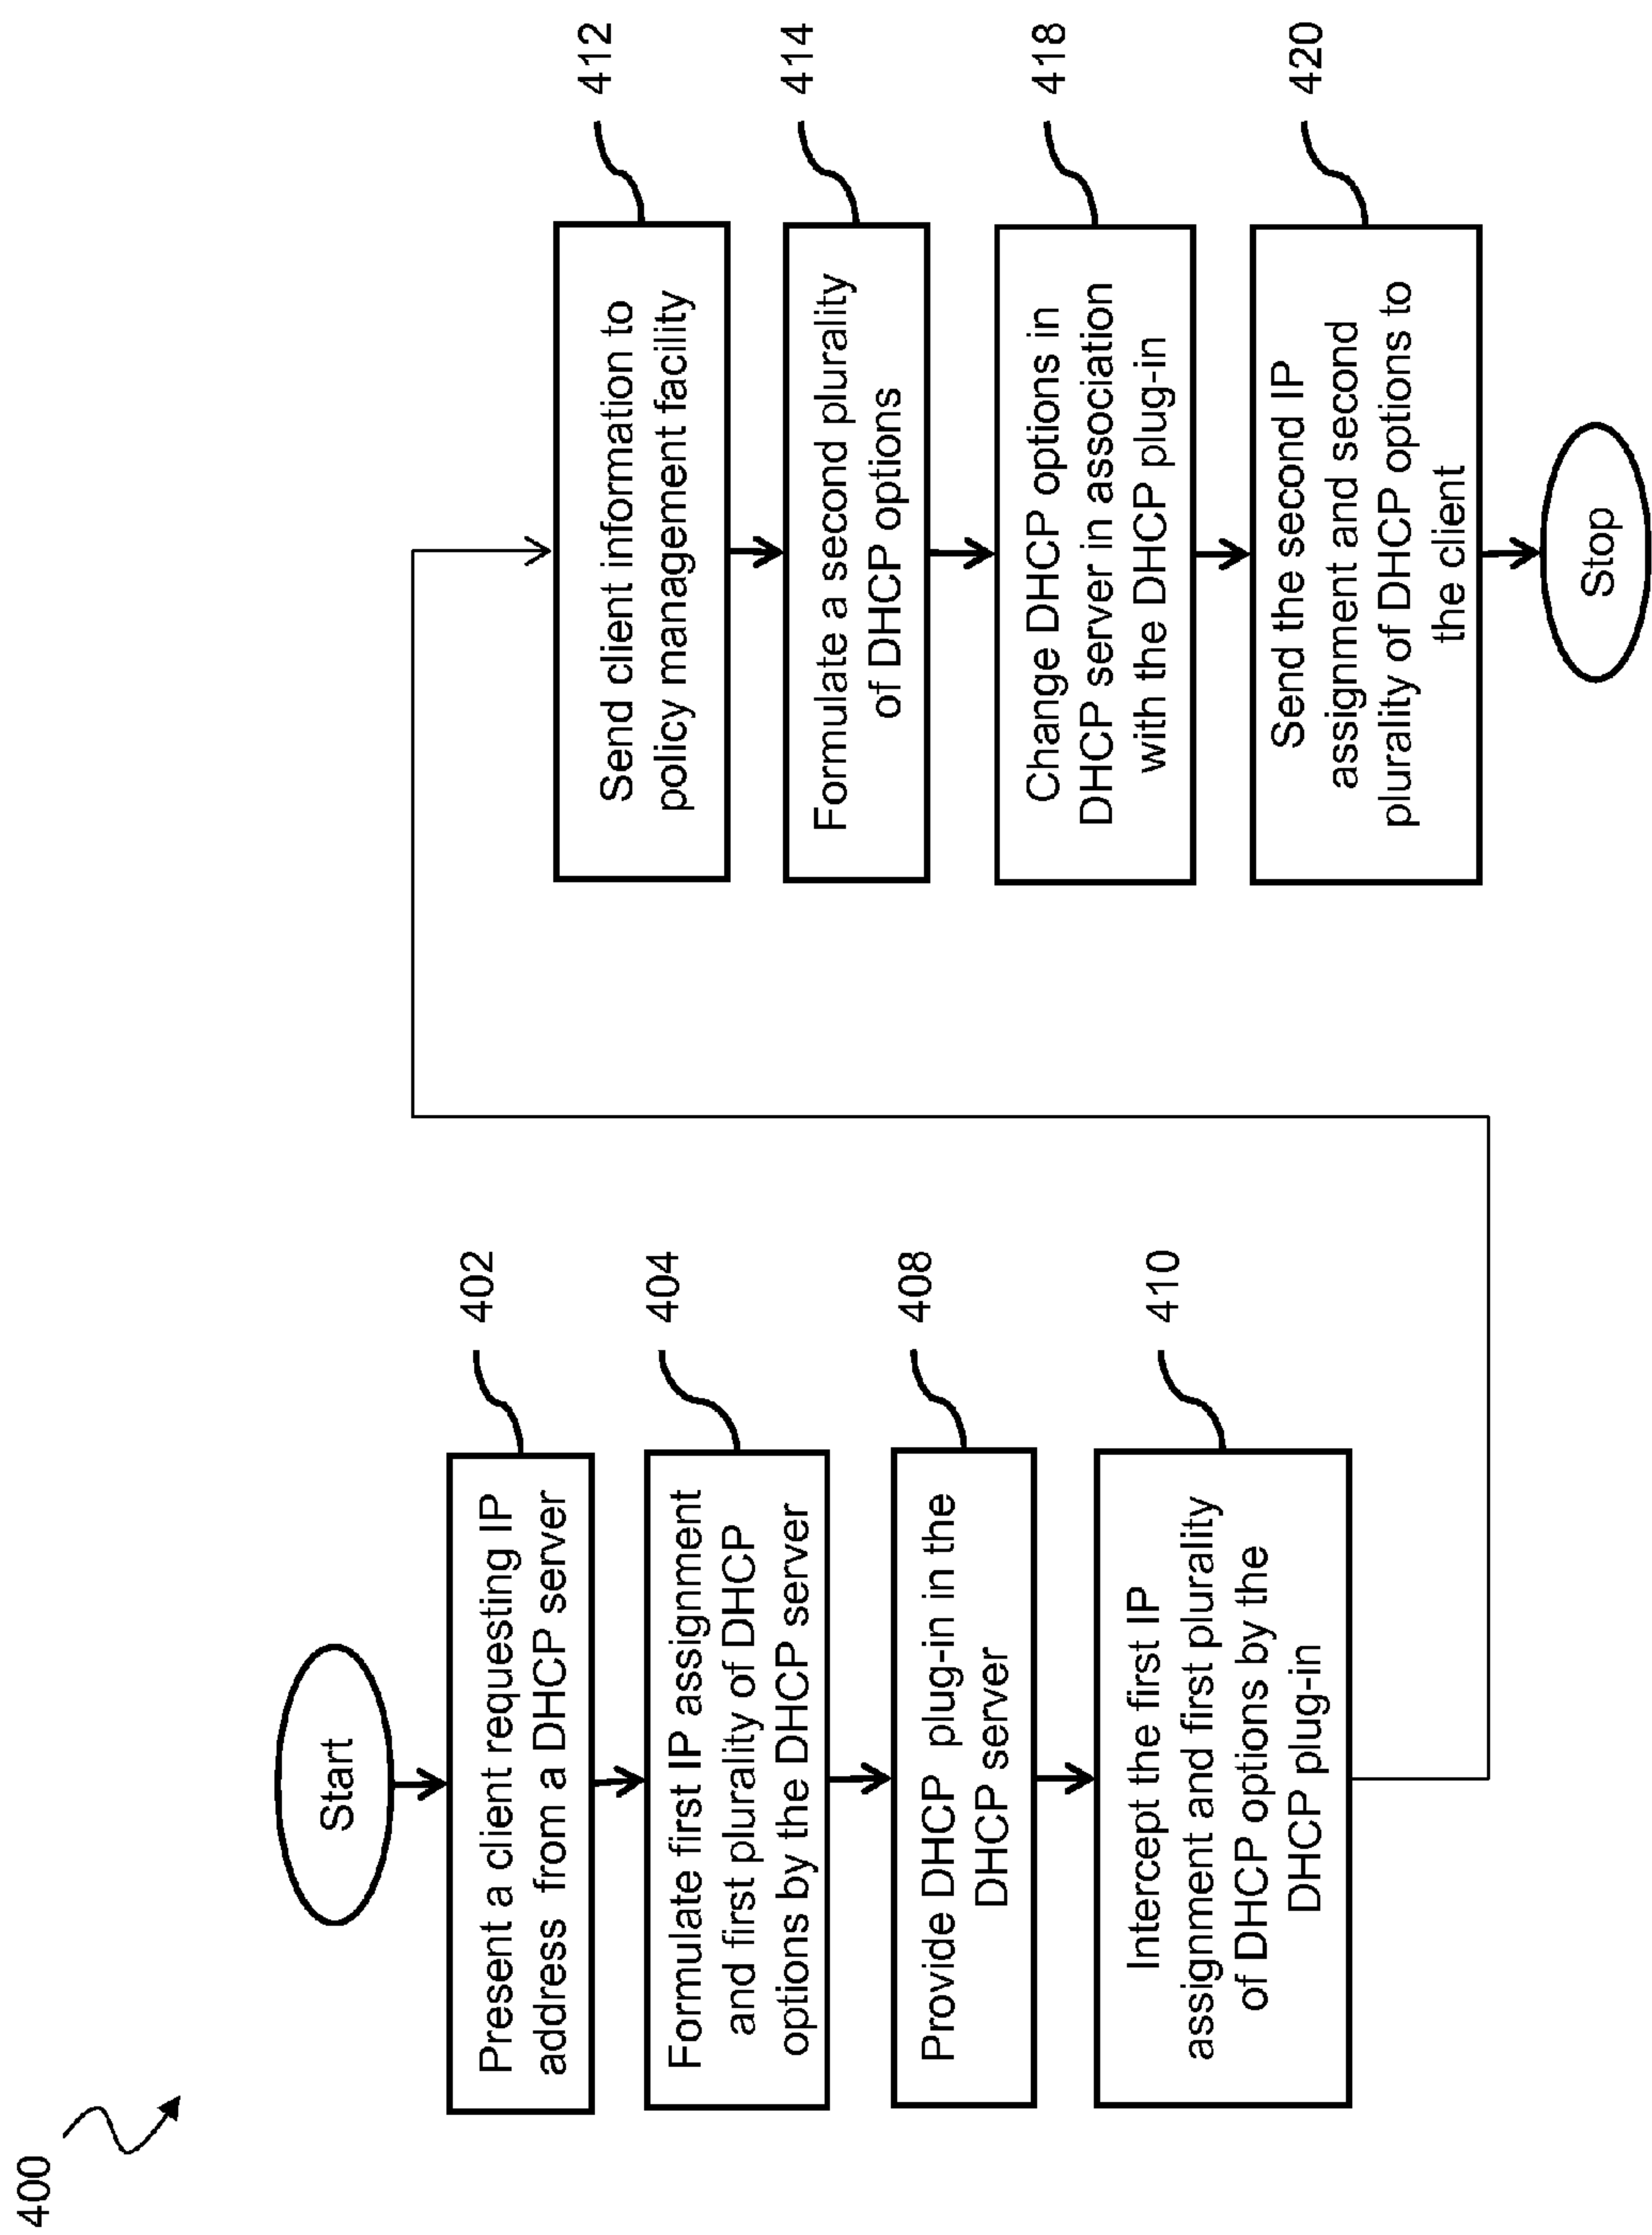 400
Start
Present a client requesting IP
address from a DHCP server
402
Formulate first IP assignment
and first plurality of DHCP
options by the DHCP server
404
Provide DHCP plug-in in the
DHCP server
408
Intercept the first IP
assignment and first plurality
of DHCP options by the
DHCP plug-in
410
Send client information to
policy management facility
412
Formulate a second plurality
of DHCP options
414
Change DHCP options in
DHCP server in association
with the DHCP plug-in
418
Send the second IP
assignment and second
plurality of DHCP options to
the client
420
Stop